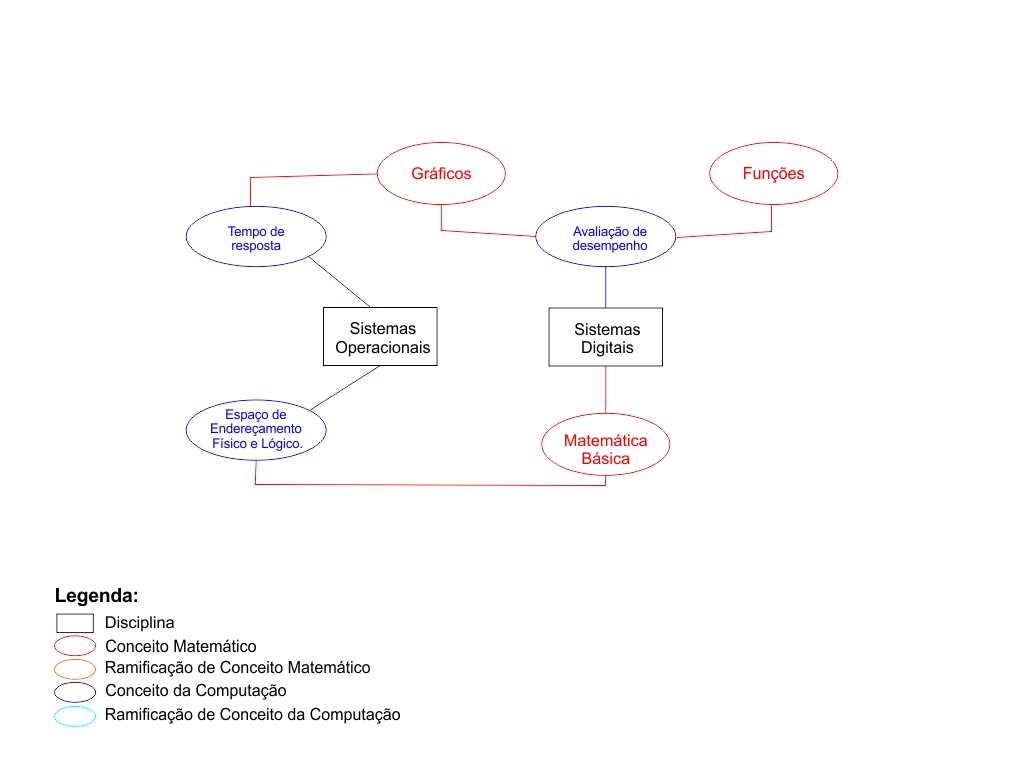 Gráficos
Funções
Tempo de
resposta
Avaliação de
desempenho
Sistemas
Operacionais
Sistemas
Digitais
Espaço de
Endereçamento
Físico e Lógico.
Matemática
Básica
Legenda:
Disciplina
Conceito Matemático
Ramificação de Conceito Matemático
Conceito da Computação
Ramificação de Conceito da Computação